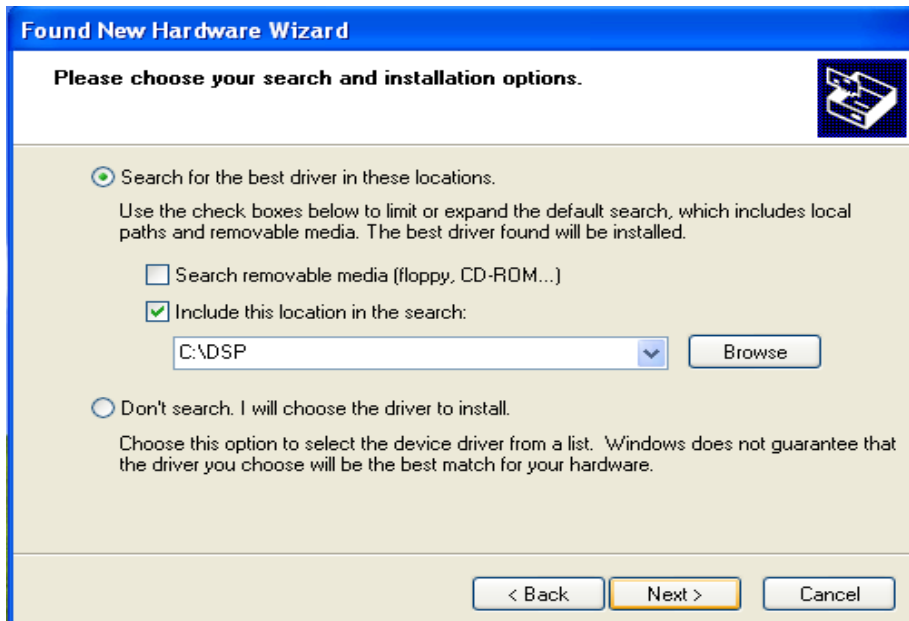 Found New Hardware Wizard
Please choose your search and installation options.
Search for the best driver in these locations.
Use the check boxes below to limit or expand the default search, which includes local
paths and removable media. The best driver found will be installed.
Search removable media (floppy, CD-ROM...)
Include this location in the search:
C:\DSP
Browse
Don't search. I will choose the driver to install.
Choose this option to select the device driver from a list. Windows does not guarantee that
the driver you choose will be the best match for your hardware.
< Back Next > Cancel